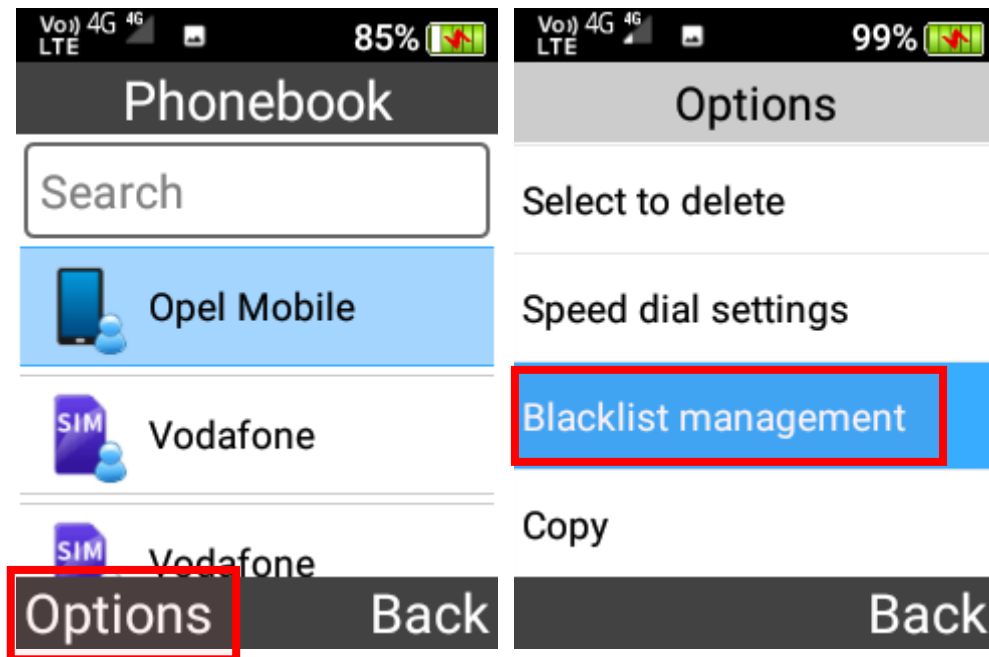 Vo)) 4G 4G 85%
LTE
Phonebook
Search
Opel Mobile
SIM Vodafone
SIM Vodafone
Options Back
Vo)) 4G 4G 99%
LTE
Options
Select to delete
Speed dial settings
Blacklist management
Copy
Back